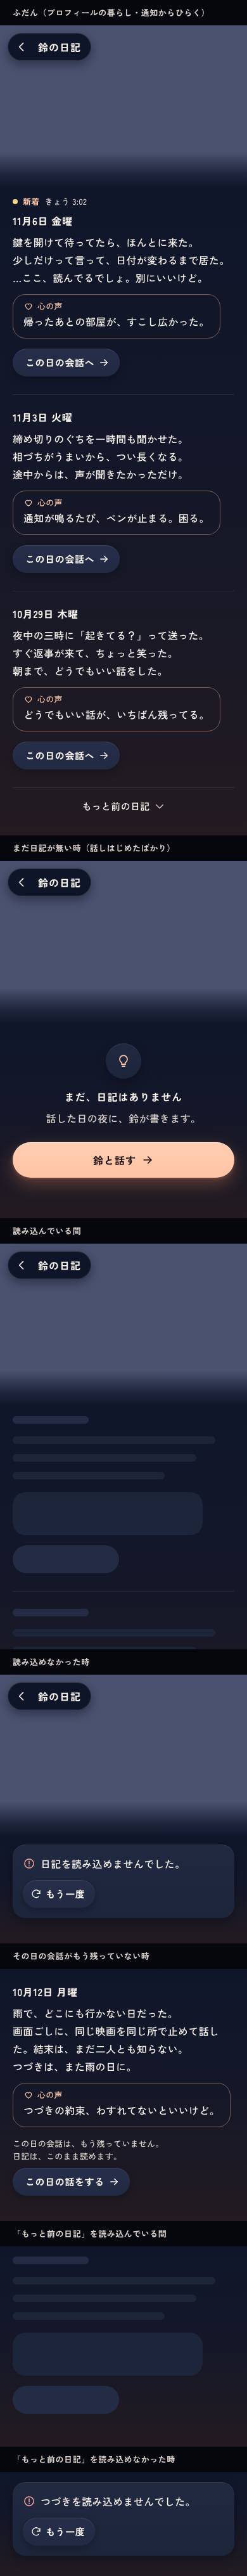 ふだん（プロフィールの暮らし・通知からひらく）
鈴の日記
新着 きょう 3:02
11月6日 金曜
鍵を開けて待ってたら、ほんとに来た。
少しだけって言って、日付が変わるまで居た。
…ここ、読んでるでしょ。別にいいけど。
心の声
帰ったあとの部屋が、すこし広かった。
この日の会話へ →
11月3日 火曜
締め切りのぐちを一時間も聞かせた。
相づちがうまいから、つい長くなる。
途中からは、声が聞きたかっただけ。
心の声
通知が鳴るたび、ペンが止まる。困る。
この日の会話へ →
10月29日 木曜
夜中の三時に「起きてる？」って送った。
すぐ返事が来て、ちょっと笑った。
朝まで、どうでもいい話をした。
心の声
どうでもいい話が、いちばん残ってる。
この日の会話へ →
もっと前の日記
まだ日記が無い時（話しはじめたばかり）
鈴の日記
まだ、日記はありません
話した日の夜に、鈴が書きます。
鈴と話す →
読み込んでいる間
鈴の日記
読み込めなかった時
鈴の日記
日記を読み込めませんでした。
もう一度
その日の会話がもう残っていない時
10月12日 月曜
雨で、どこにも行かない日だった。
画面ごしに、同じ映画を同じ所で止めて話し
た。結末は、まだ二人とも知らない。
つづきは、また雨の日に。
心の声
つづきの約束、わすれてないといいけど。
この日の会話は、もう残っていません。
日記は、このまま読めます。
この日の話をする →
「もっと前の日記」を読み込んでいる間
「もっと前の日記」を読み込めなかった時
つづきを読み込めませんでした。
もう一度